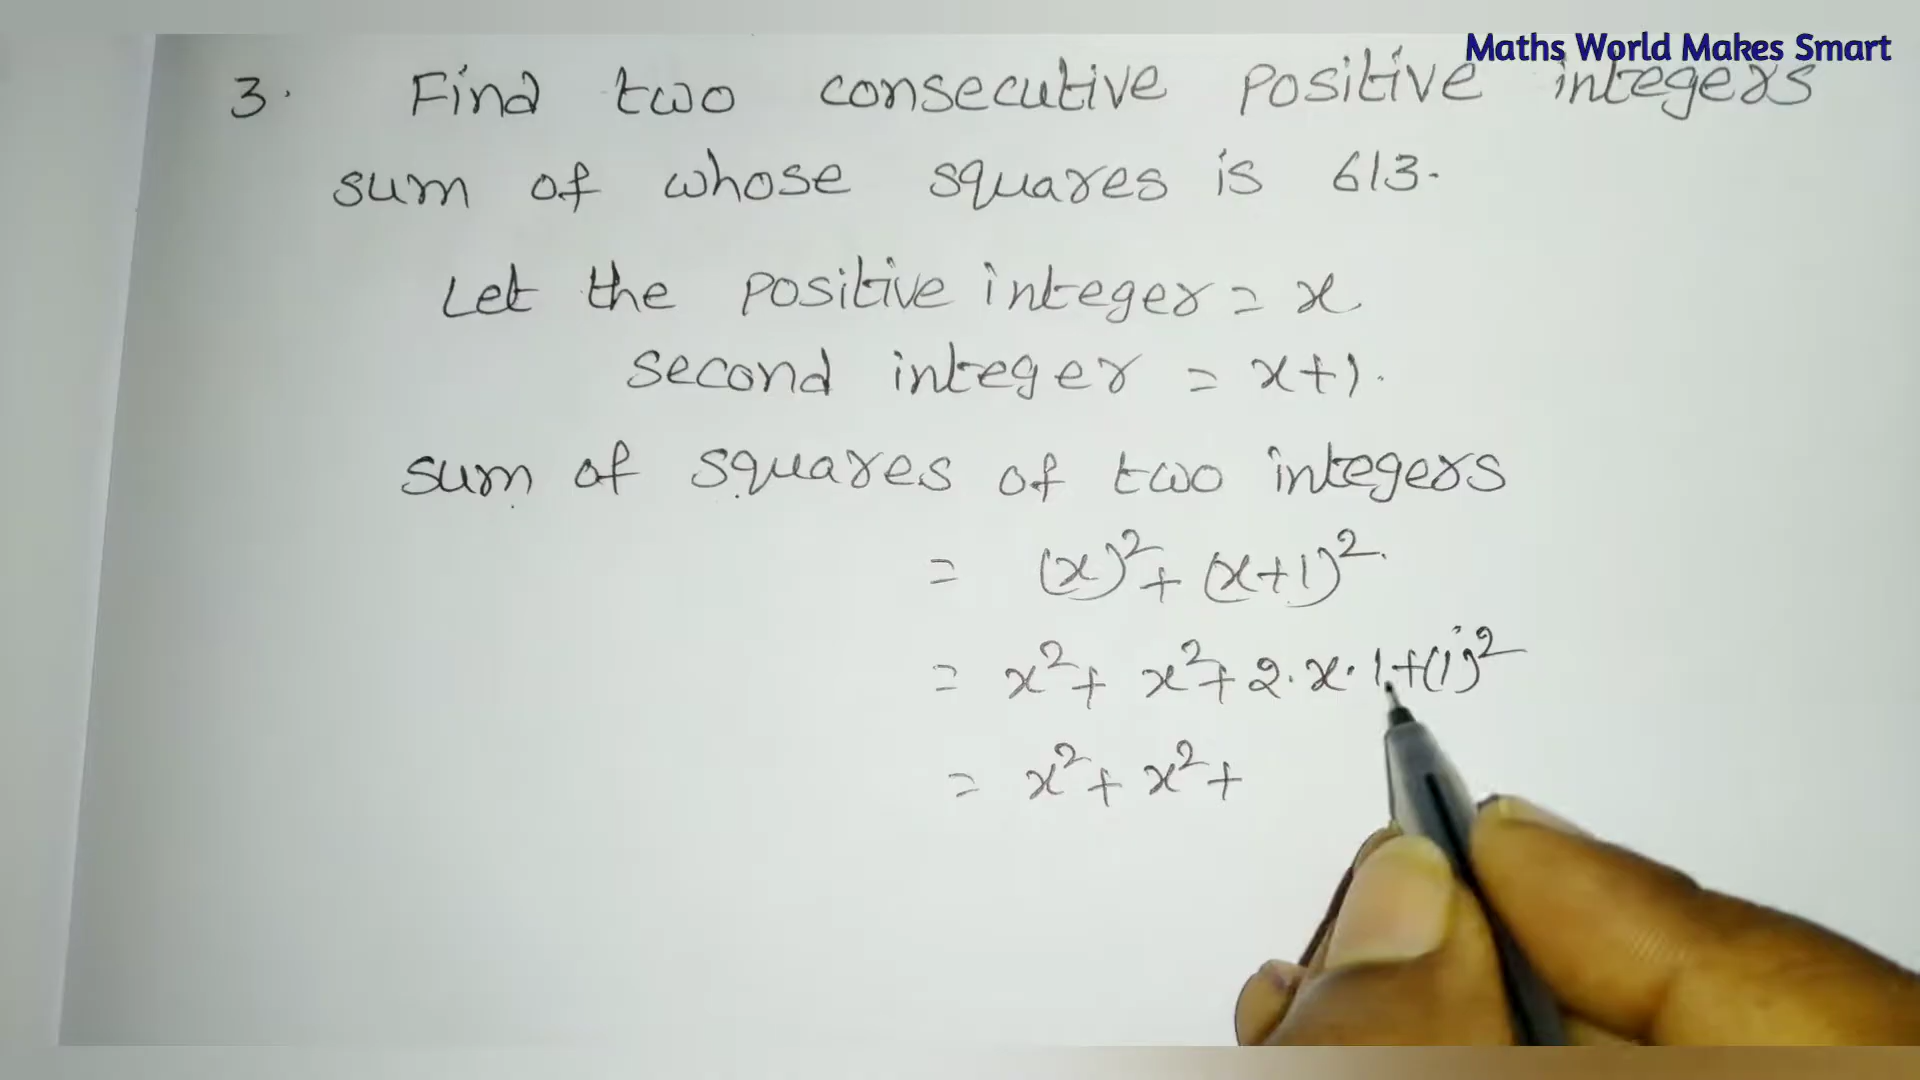 Maths World Makes Smart
3. Find two consecutive positive integers
sum of whose squares is 613.
Let the positive integer = x
second integer = x+1.
sum of squares of two integers
= (x)² + (x+1)².
= x² + x² + 2·x·1 + (1)²
= x² + x² +